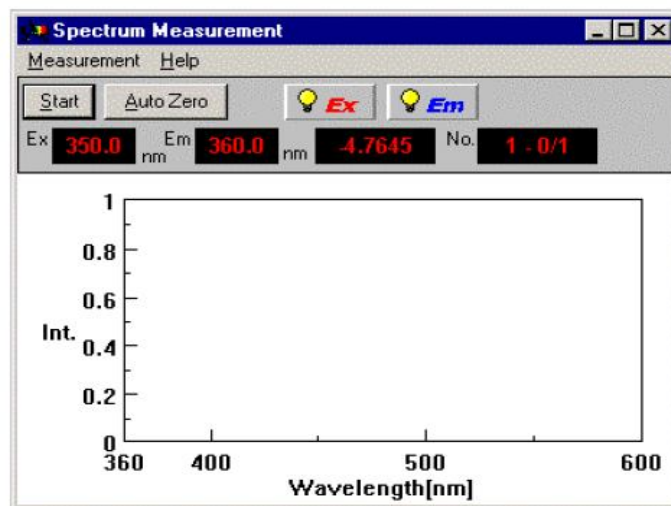 Spectrum Measurement
Measurement Help
Start Auto Zero Ex Em
Ex 350.0 nm Em 360.0 nm -4.7645 No. 1 - 0/1
1
0.8
0.6
Int.
0.4
0.2
0
360 400 500 600
Wavelength[nm]